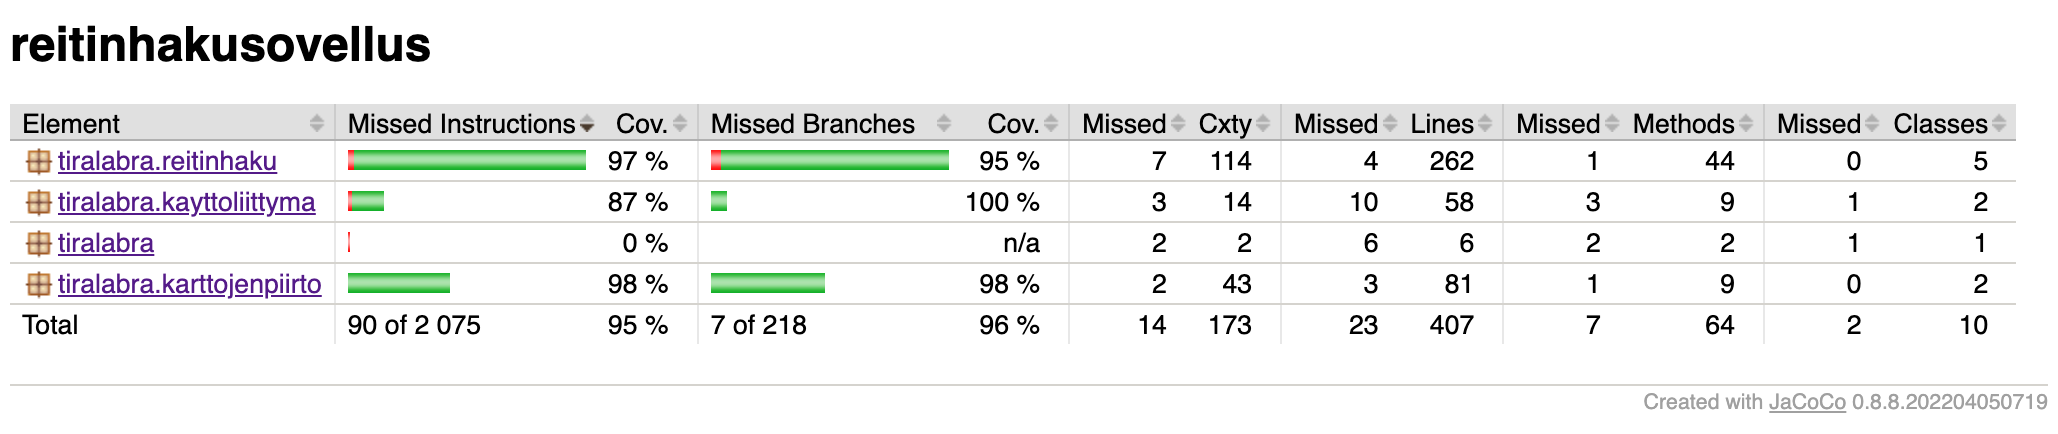 reitinhakusovellus
Element Missed Instructions Cov. Missed Branches Cov. Missed Cxty Missed Lines Missed Methods Missed Classes
tiralabra.reitinhaku 97 % 95 % 7 114 4 262 1 44 0 5
tiralabra.kayttoliittyma 87 % 100 % 3 14 10 58 3 9 1 2
tiralabra 0 % n/a 2 2 6 6 2 2 1 1
tiralabra.karttojenpiirto 98 % 98 % 2 43 3 81 1 9 0 2
Total 90 of 2 075 95 % 7 of 218 96 % 14 173 23 407 7 64 2 10
Created with JaCoCo 0.8.8.202204050719